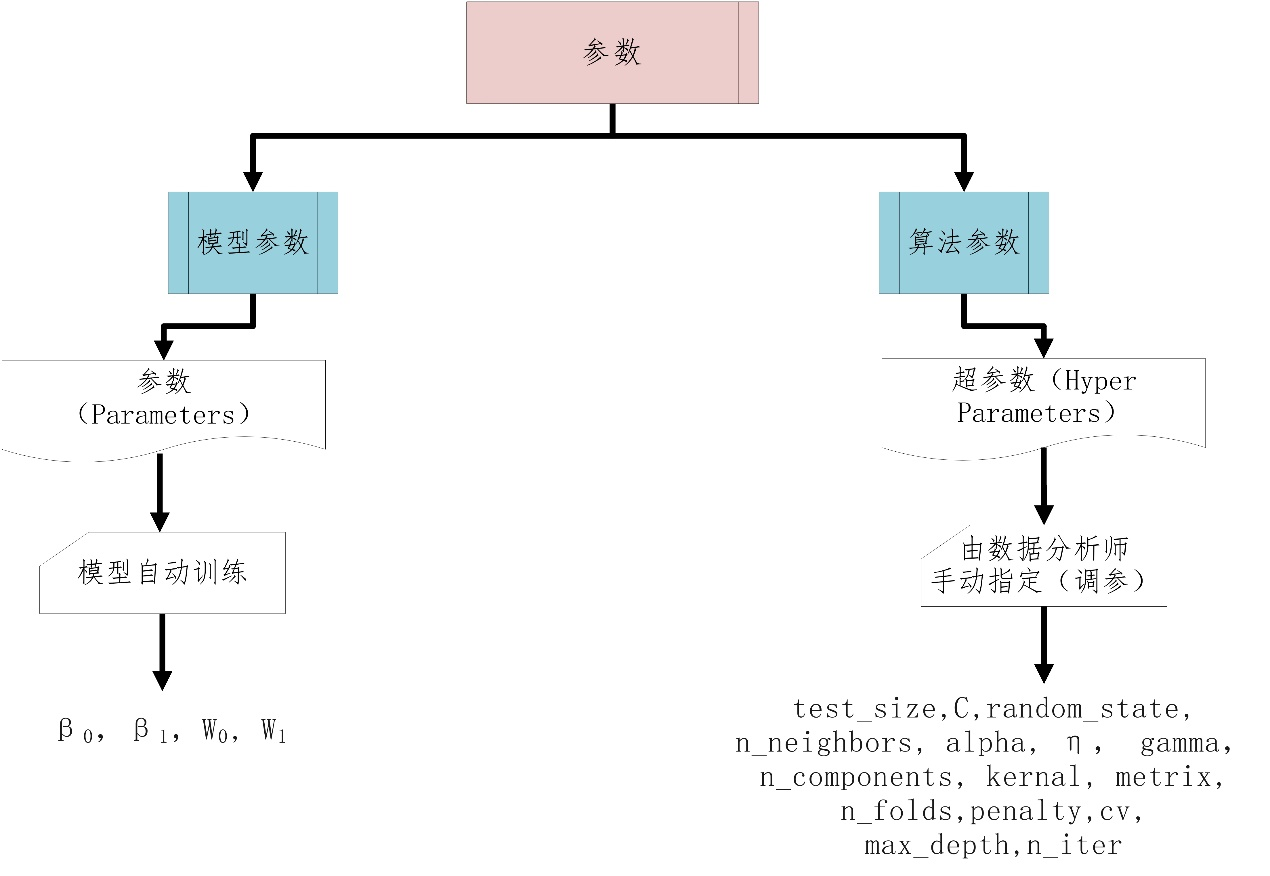 参数
模型参数
算法参数
参数
（Parameters）
超参数（Hyper
Parameters）
模型自动训练
由数据分析师
手动指定（调参）
β₀, β₁, W₀, W₁
test_size,C,random_state,
n_neighbors, alpha, η, gamma,
n_components, kernal, metrix,
n_folds,penalty,cv,
max_depth,n_iter